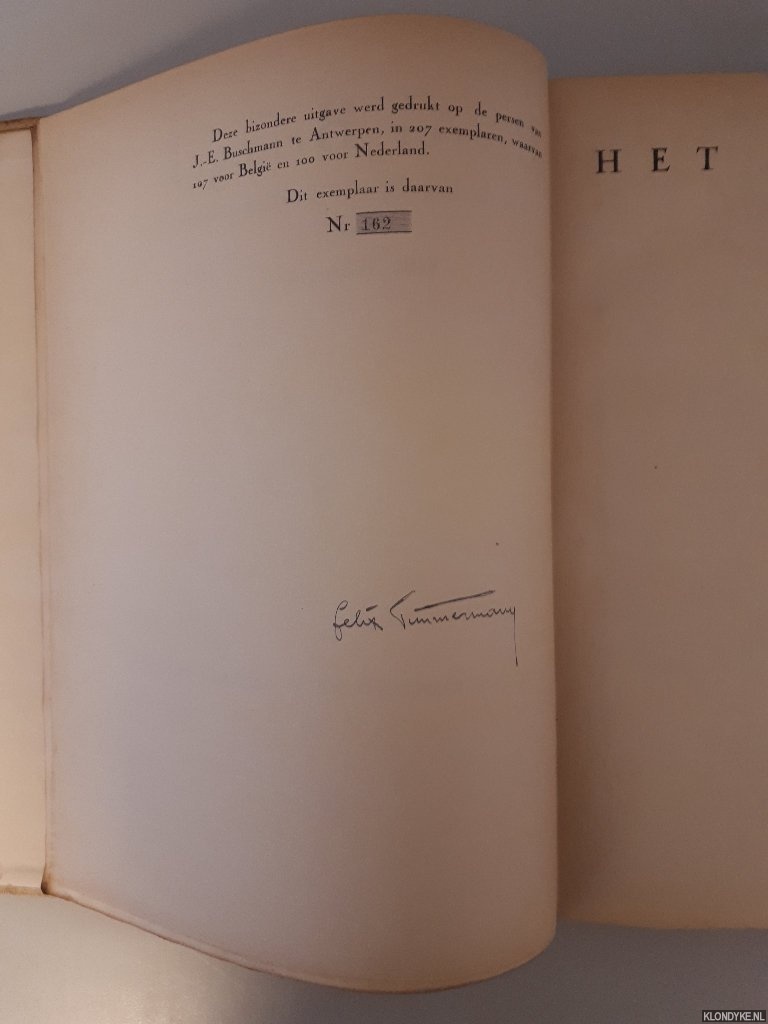 Deze bizondere uitgave werd gedrukt op de persen van
J.-E. Buschmann te Antwerpen, in 207 exemplaren, waarvan
107 voor België en 100 voor Nederland.
Dit exemplaar is daarvan
Nr 162
Felix Timmermans
HET
KLONDYKE.NL